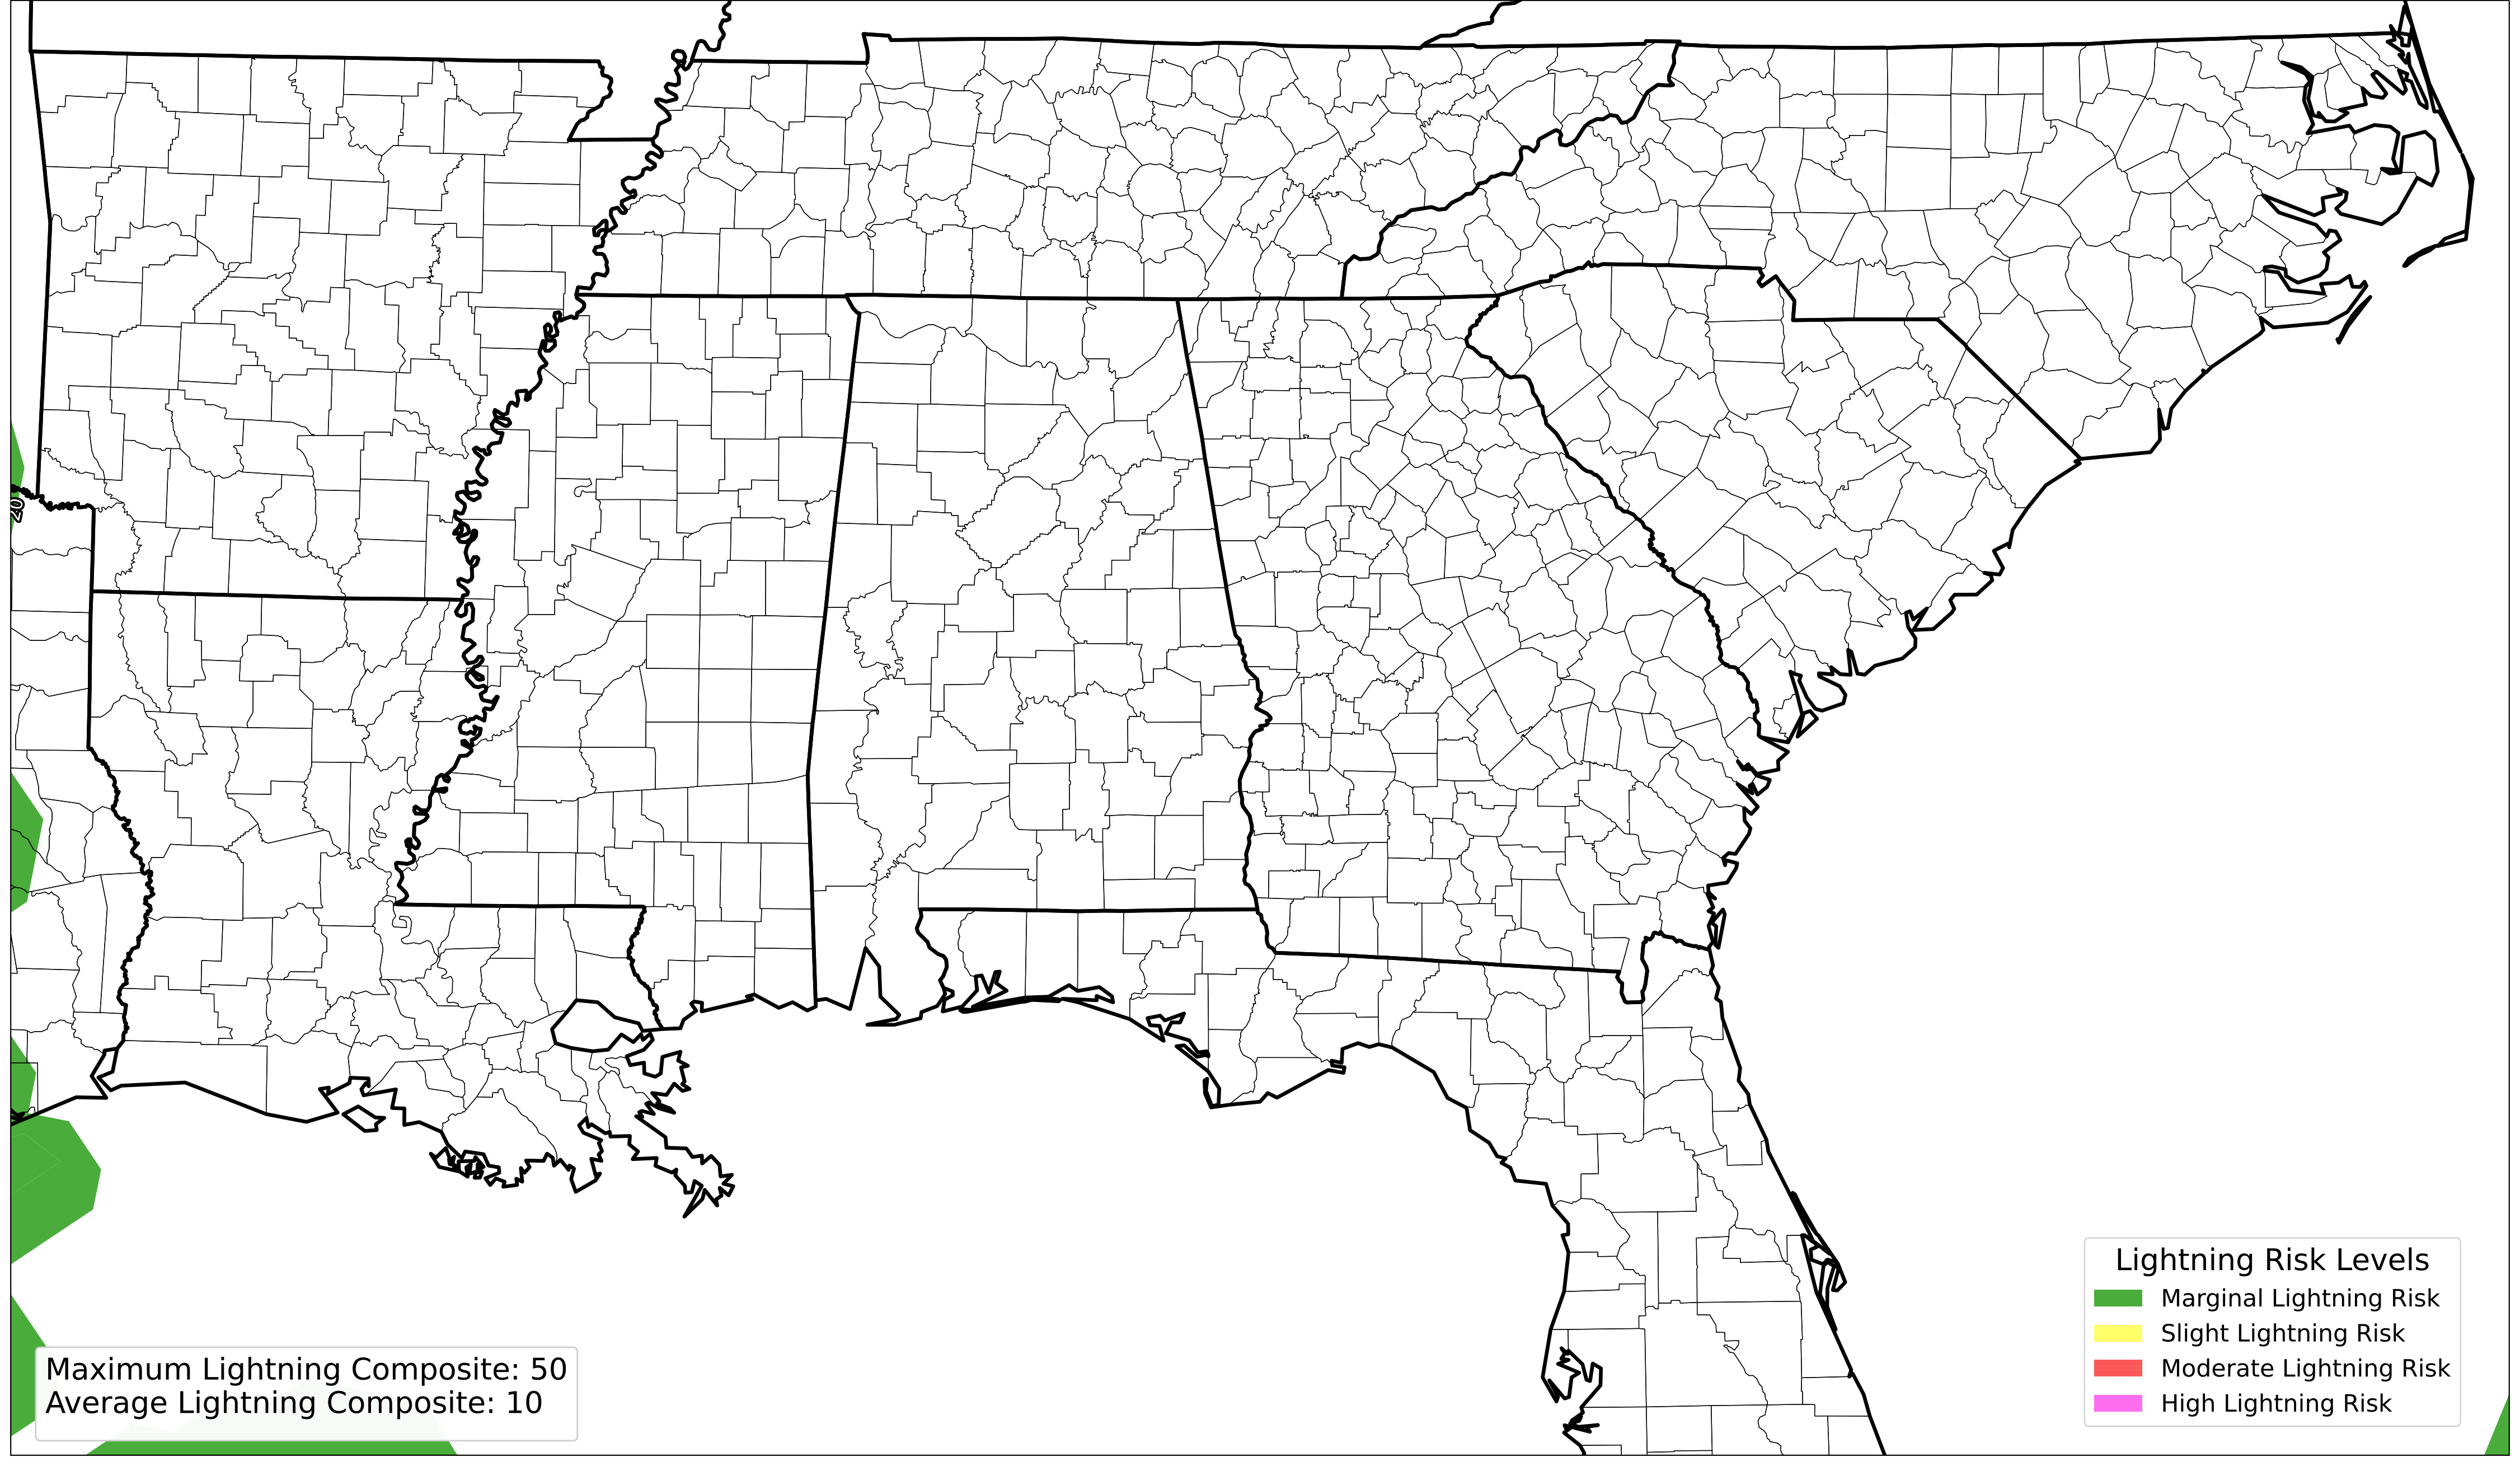 20
Lightning Risk Levels
Marginal Lightning Risk
Slight Lightning Risk
Moderate Lightning Risk
High Lightning Risk
Maximum Lightning Composite: 50
Average Lightning Composite: 10